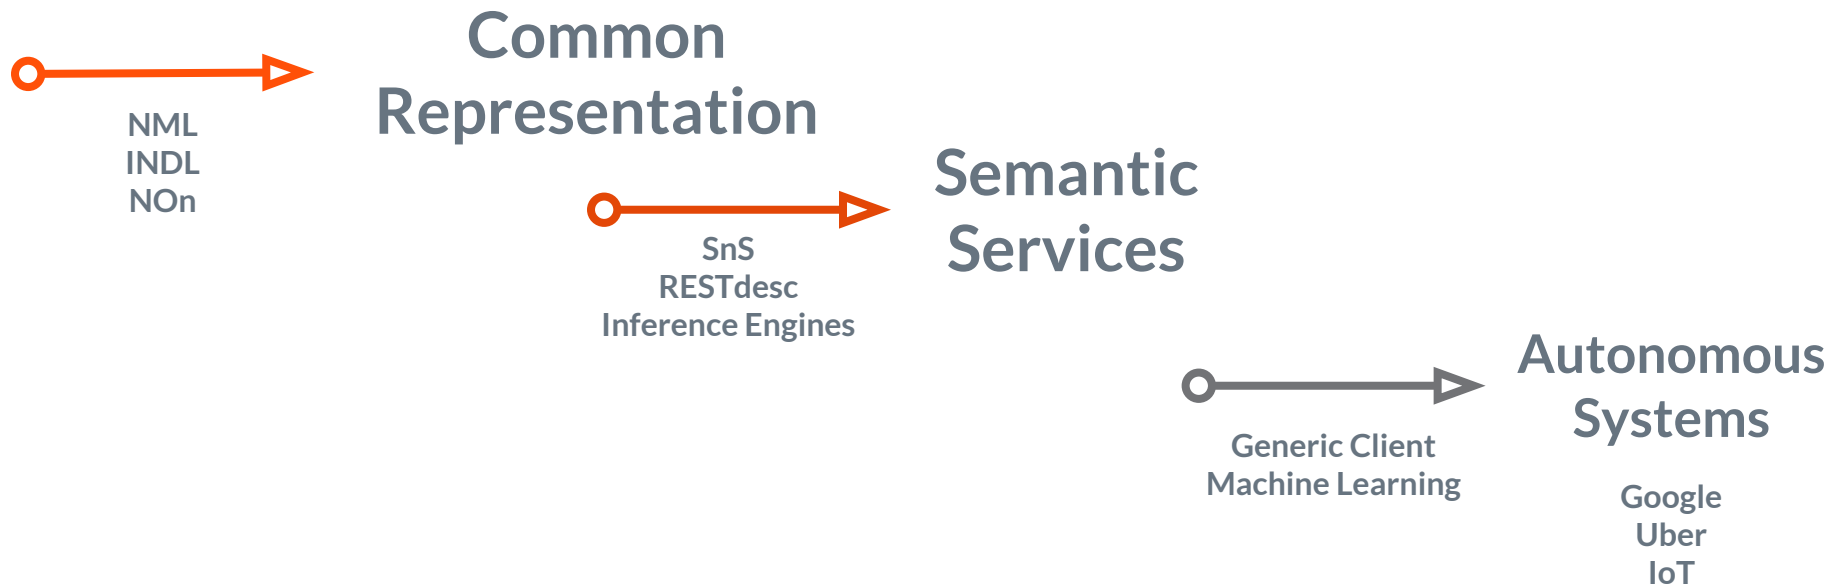 Common
Representation
NML
INDL
NOn
Semantic
Services
SnS
RESTdesc
Inference Engines
Autonomous
Systems
Generic Client
Machine Learning
Google
Uber
IoT